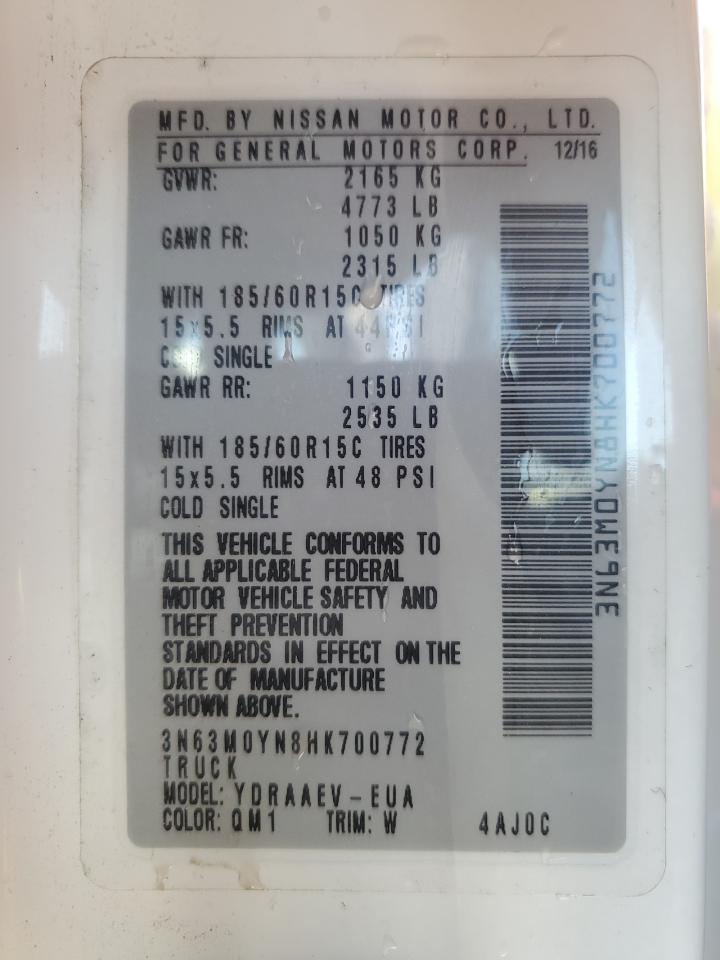 MFD. BY NISSAN MOTOR CO., LTD.
FOR GENERAL MOTORS CORP. 12/16
GVWR: 2165 KG
4773 LB
GAWR FR: 1050 KG
2315 LB
WITH 185/60R15C TIRES
15x5.5 RIMS AT 44 PSI
COLD SINGLE
GAWR RR: 1150 KG
2535 LB
WITH 185/60R15C TIRES
15x5.5 RIMS AT 48 PSI
COLD SINGLE
THIS VEHICLE CONFORMS TO
ALL APPLICABLE FEDERAL
MOTOR VEHICLE SAFETY AND
THEFT PREVENTION
STANDARDS IN EFFECT ON THE
DATE OF MANUFACTURE
SHOWN ABOVE.
3N63M0YN8HK700772
TRUCK
MODEL: YDRAAEV-EUA
COLOR: QM1 TRIM: W 4AJ0C
3N63M0YN8HK700772